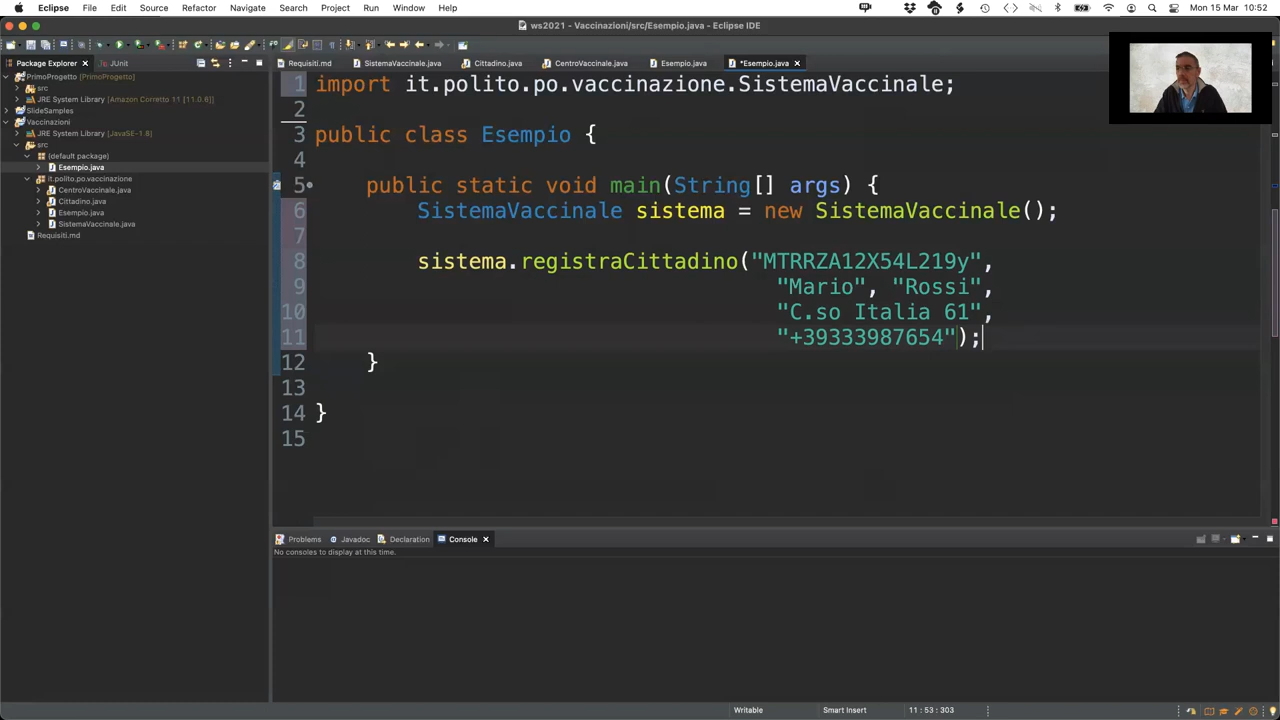 Eclipse File Edit Source Refactor Navigate Search Project Run Window Help Mon 15 Mar 10:52
ws2021 - Vaccinazioni/src/Esempio.java - Eclipse IDE
Package Explorer JUnit
Requisiti.md SistemaVaccinale.java Cittadino.java CentroVaccinale.java Esempio.java *Esempio.java
PrimoProgetto [PrimoProgetto]
src
JRE System Library [Amazon Corretto 11 [11.0.6]
SlideSamples
Vaccinazioni
JRE System Library [JavaSE-1.8]
src
(default package)
Esempio.java
it.polito.po.vaccinazione
CentroVaccinale.java
Cittadino.java
Esempio.java
SistemaVaccinale.java
Requisiti.md
1 import it.polito.po.vaccinazione.SistemaVaccinale;
2
3 public class Esempio {
4
5 public static void main(String[] args) {
6 SistemaVaccinale sistema = new SistemaVaccinale();
7
8 sistema.registraCittadino("MTRRZA12X54L219y",
9 "Mario", "Rossi",
10 "C.so Italia 61",
11 "+39333987654");
12 }
13
14 }
15
Problems Javadoc Declaration Console
No consoles to display at this time.
Writable Smart Insert 11 : 53 : 303